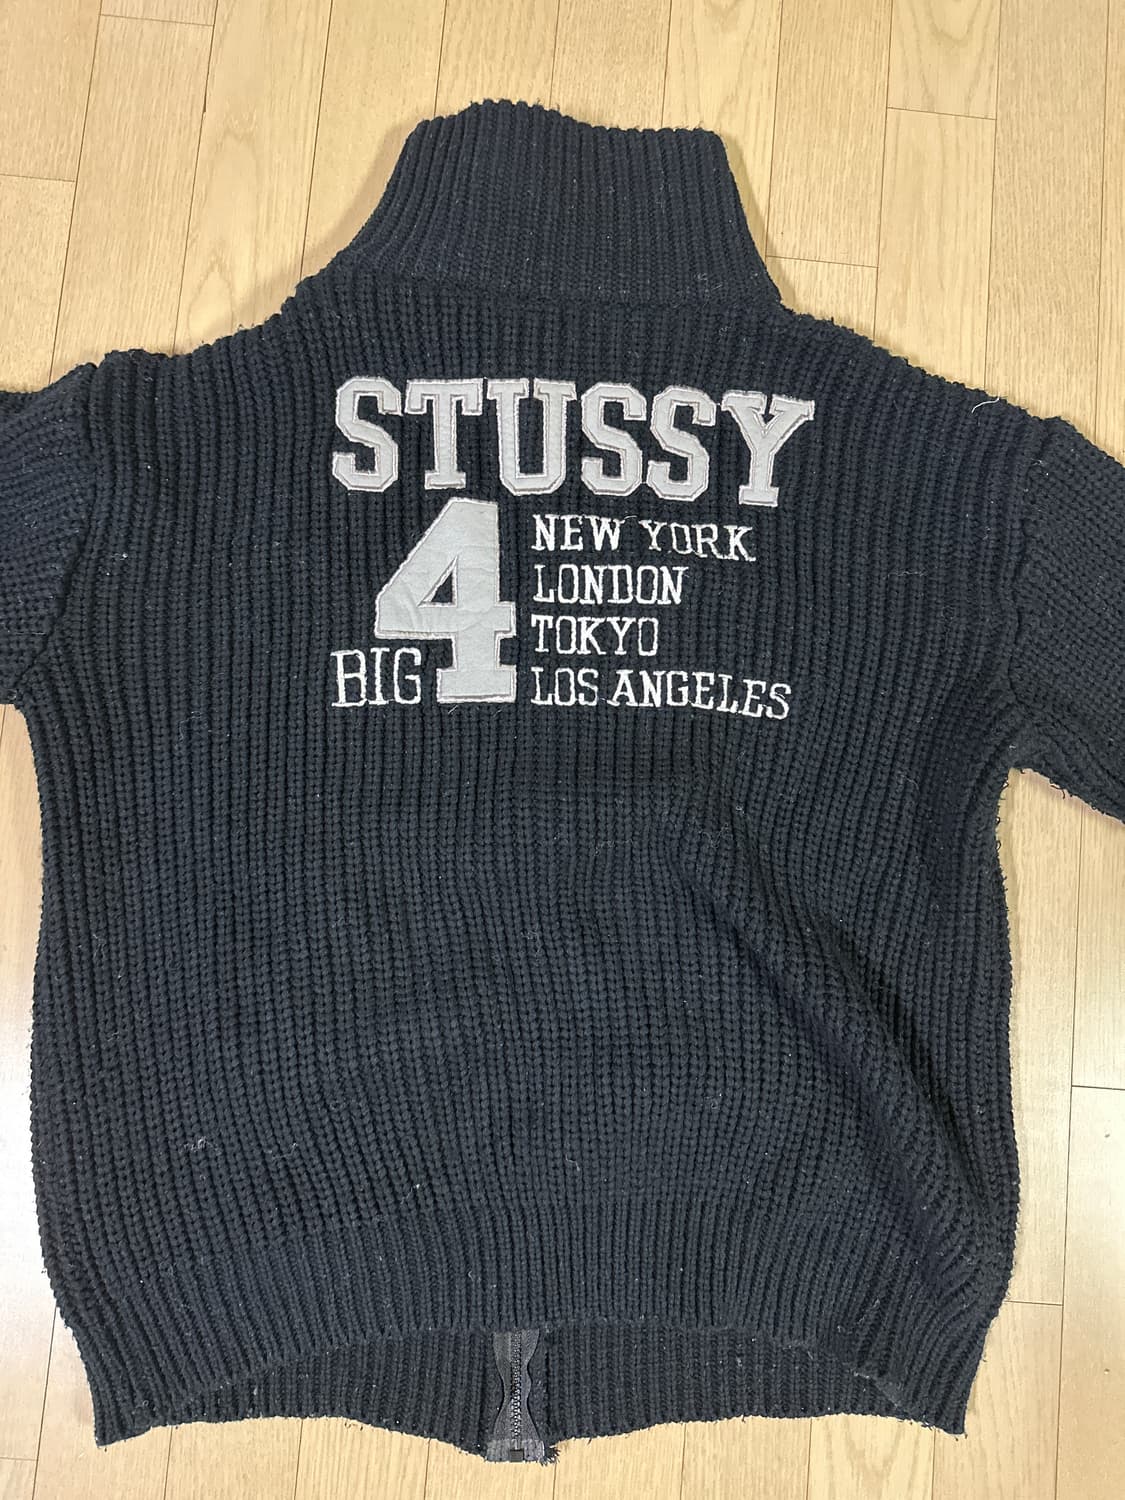 STUSSY
BIG 4
NEW YORK
LONDON
TOKYO
LOS ANGELES